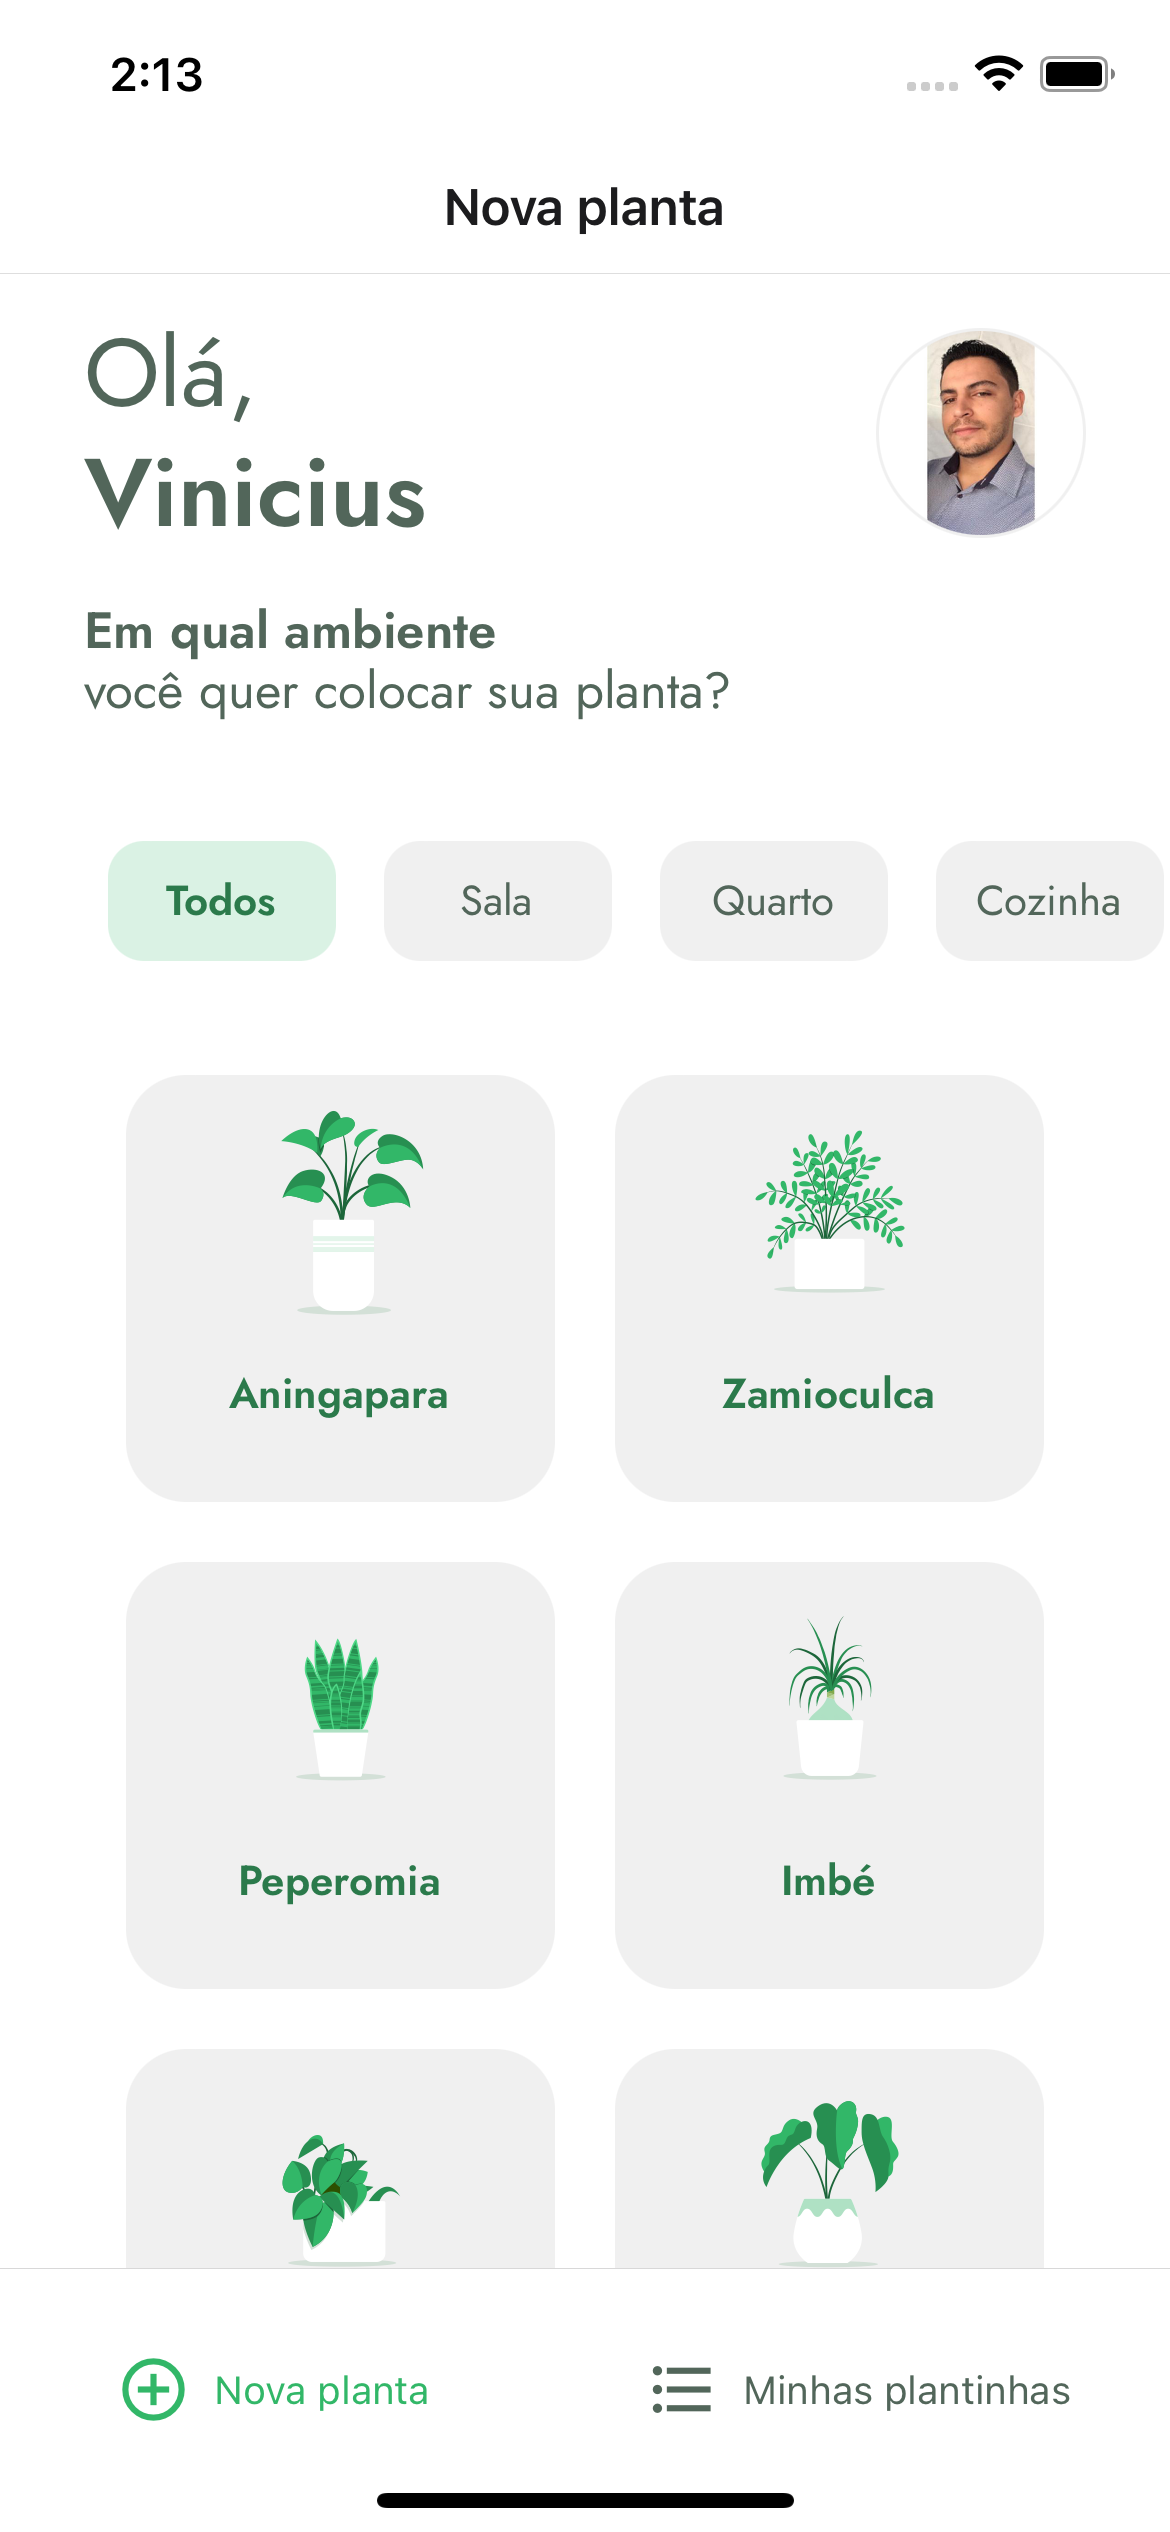 2:13
Nova planta
Olá,
Vinicius
Em qual ambiente
você quer colocar sua planta?
Todos
Sala
Quarto
Cozinha
Aningapara
Zamioculca
Peperomia
Imbé
Nova planta
Minhas plantinhas